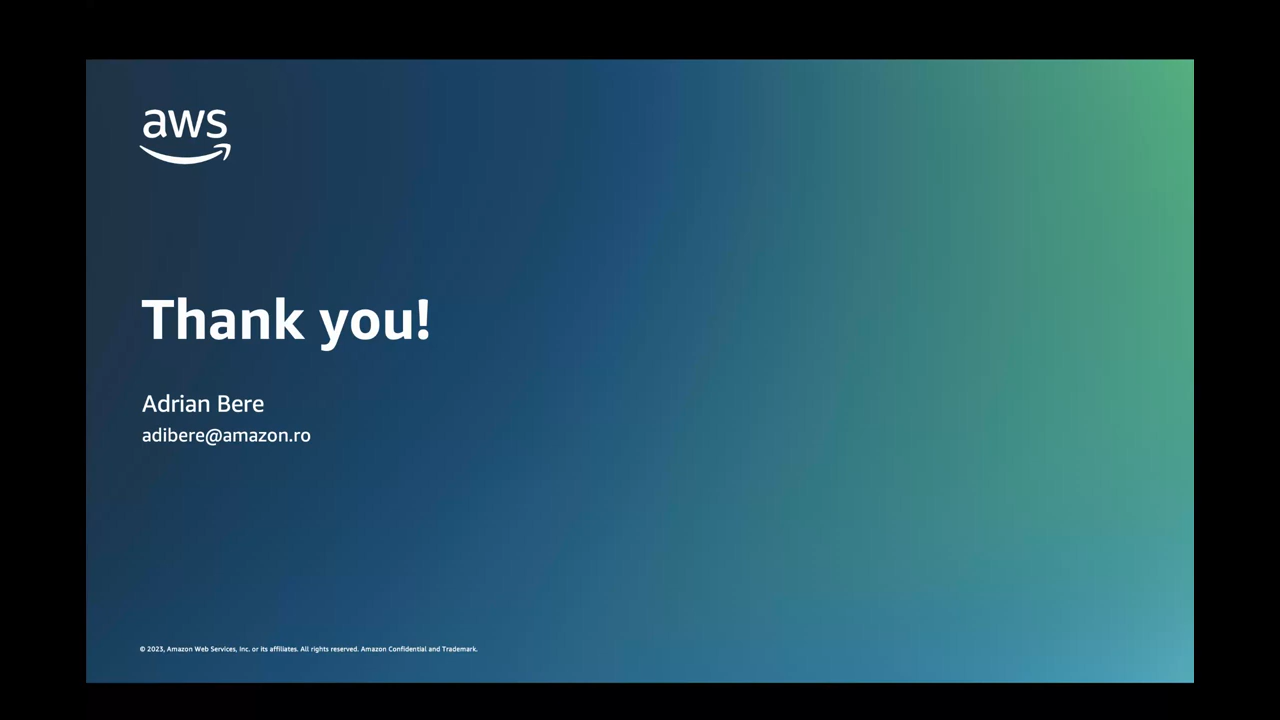 aws
Thank you!
Adrian Bere
adibere@amazon.ro
© 2023, Amazon Web Services, Inc. or its affiliates. All rights reserved. Amazon Confidential and Trademark.